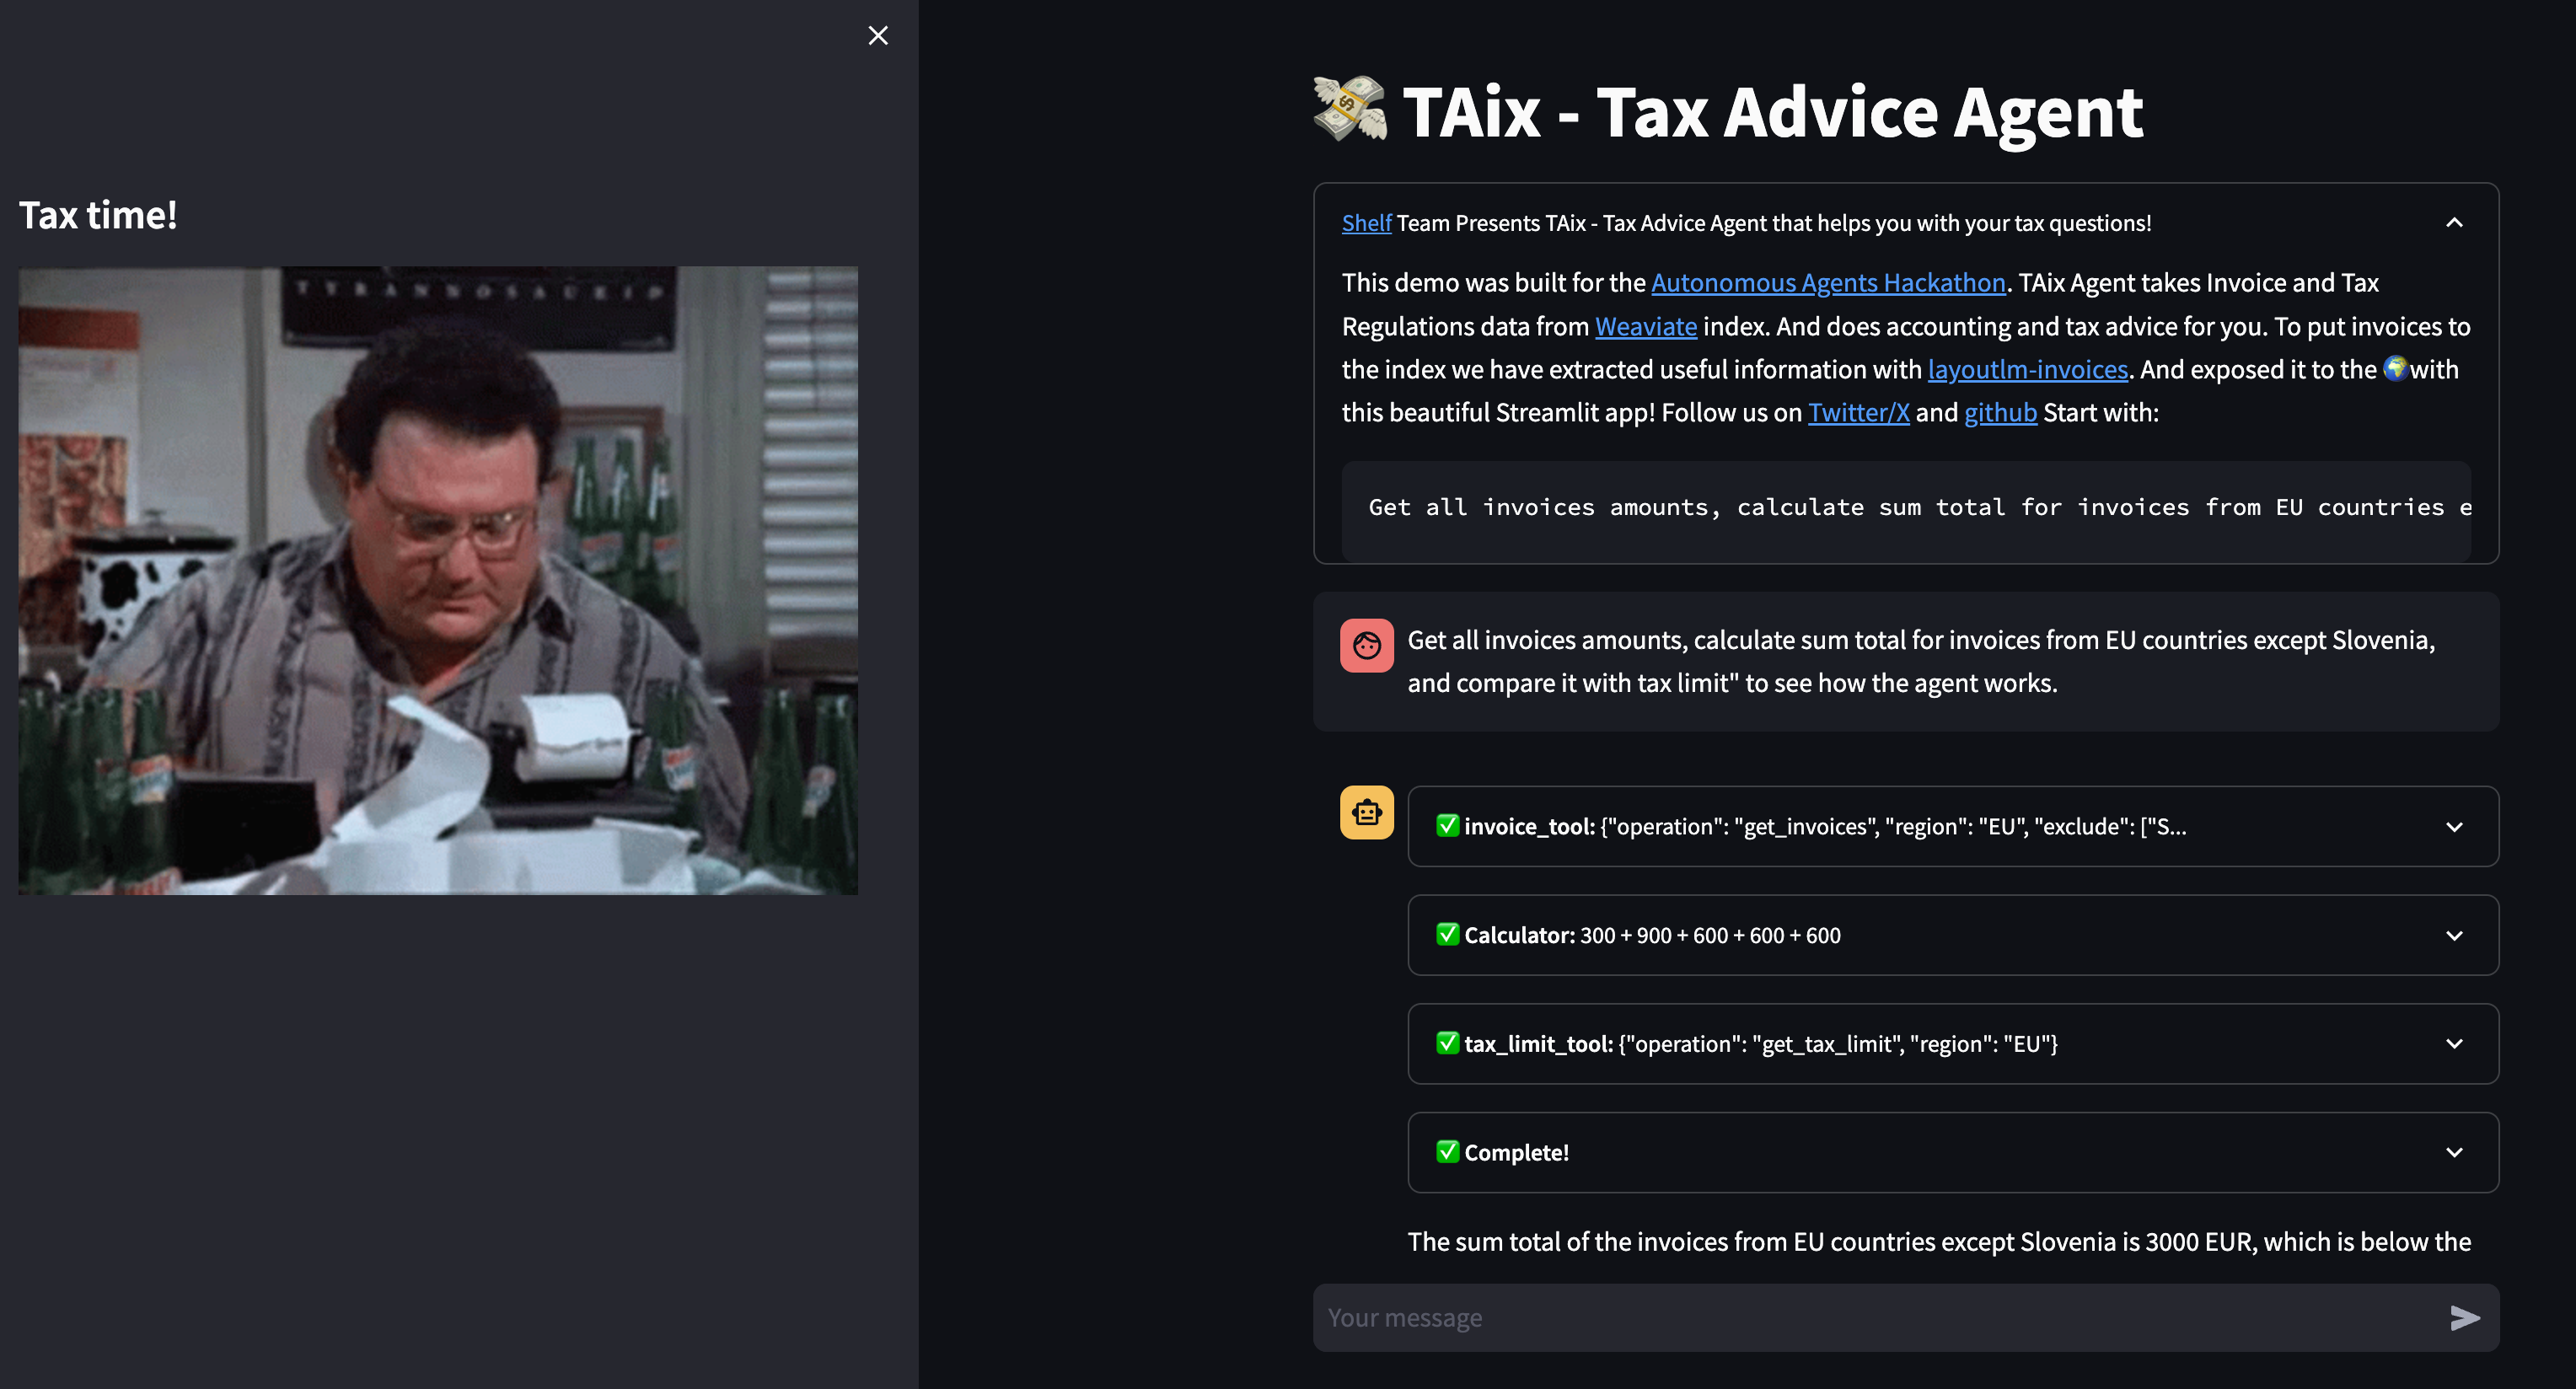 Tax time!
TYRANNOSAURID
💸 TAix - Tax Advice Agent
Shelf Team Presents TAix - Tax Advice Agent that helps you with your tax questions!
This demo was built for the Autonomous Agents Hackathon. TAix Agent takes Invoice and Tax
Regulations data from Weaviate index. And does accounting and tax advice for you. To put invoices to
the index we have extracted useful information with layoutlm-invoices. And exposed it to the 🌍with
this beautiful Streamlit app! Follow us on Twitter/X and github Start with:
Get all invoices amounts, calculate sum total for invoices from EU countries e
Get all invoices amounts, calculate sum total for invoices from EU countries except Slovenia,
and compare it with tax limit" to see how the agent works.
✅ invoice_tool: {"operation": "get_invoices", "region": "EU", "exclude": ["S...
✅ Calculator: 300 + 900 + 600 + 600 + 600
✅ tax_limit_tool: {"operation": "get_tax_limit", "region": "EU"}
✅ Complete!
The sum total of the invoices from EU countries except Slovenia is 3000 EUR, which is below the
Your message